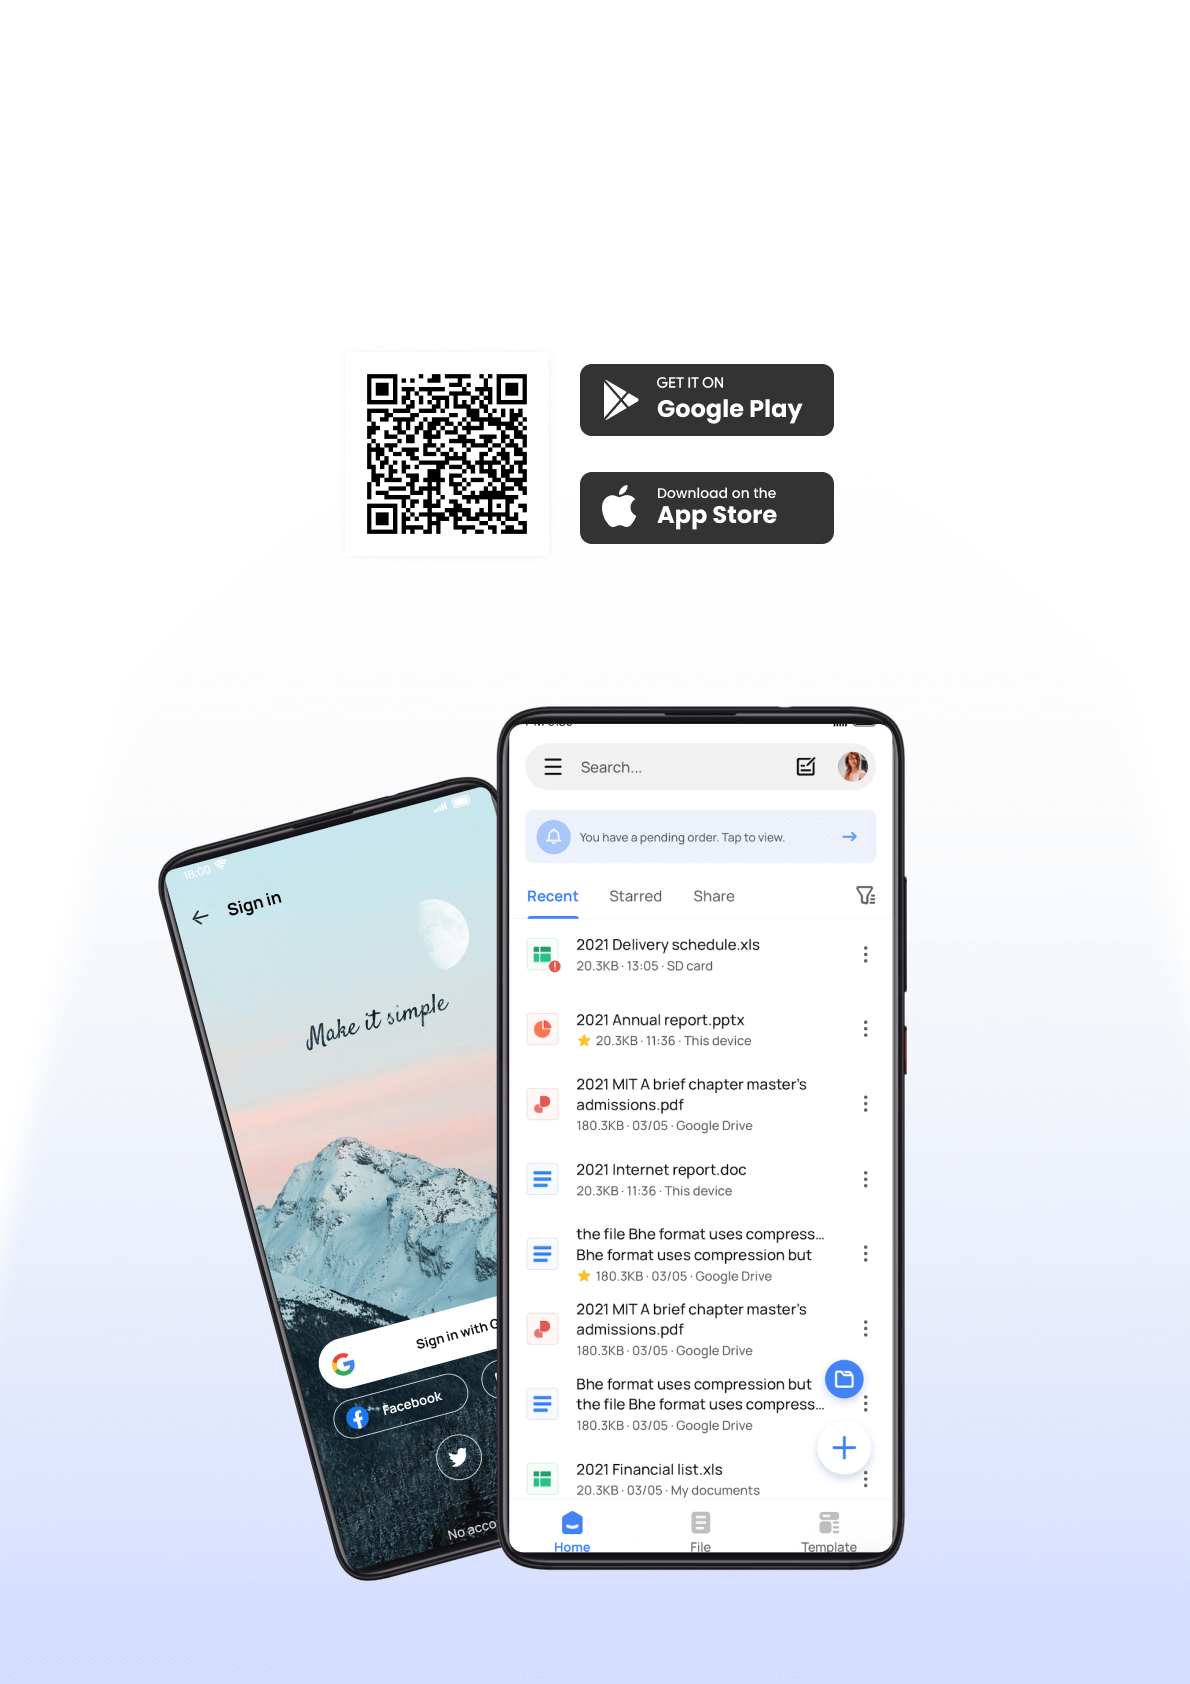 GET IT ON
Google Play
Download on the
App Store
18:00
Sign in
Make it simple
Sign in with G
Facebook
No acco
Search...
You have a pending order. Tap to view.
Recent Starred Share
2021 Delivery schedule.xls
20.3KB · 13:05 · SD card
2021 Annual report.pptx
20.3KB · 11:36 · This device
2021 MIT A brief chapter master's
admissions.pdf
180.3KB · 03/05 · Google Drive
2021 Internet report.doc
20.3KB · 11:36 · This device
the file Bhe format uses compress...
Bhe format uses compression but
180.3KB · 03/05 · Google Drive
2021 MIT A brief chapter master's
admissions.pdf
180.3KB · 03/05 · Google Drive
Bhe format uses compression but
the file Bhe format uses compress...
180.3KB · 03/05 · Google Drive
2021 Financial list.xls
20.3KB · 03/05 · My documents
Home File Template